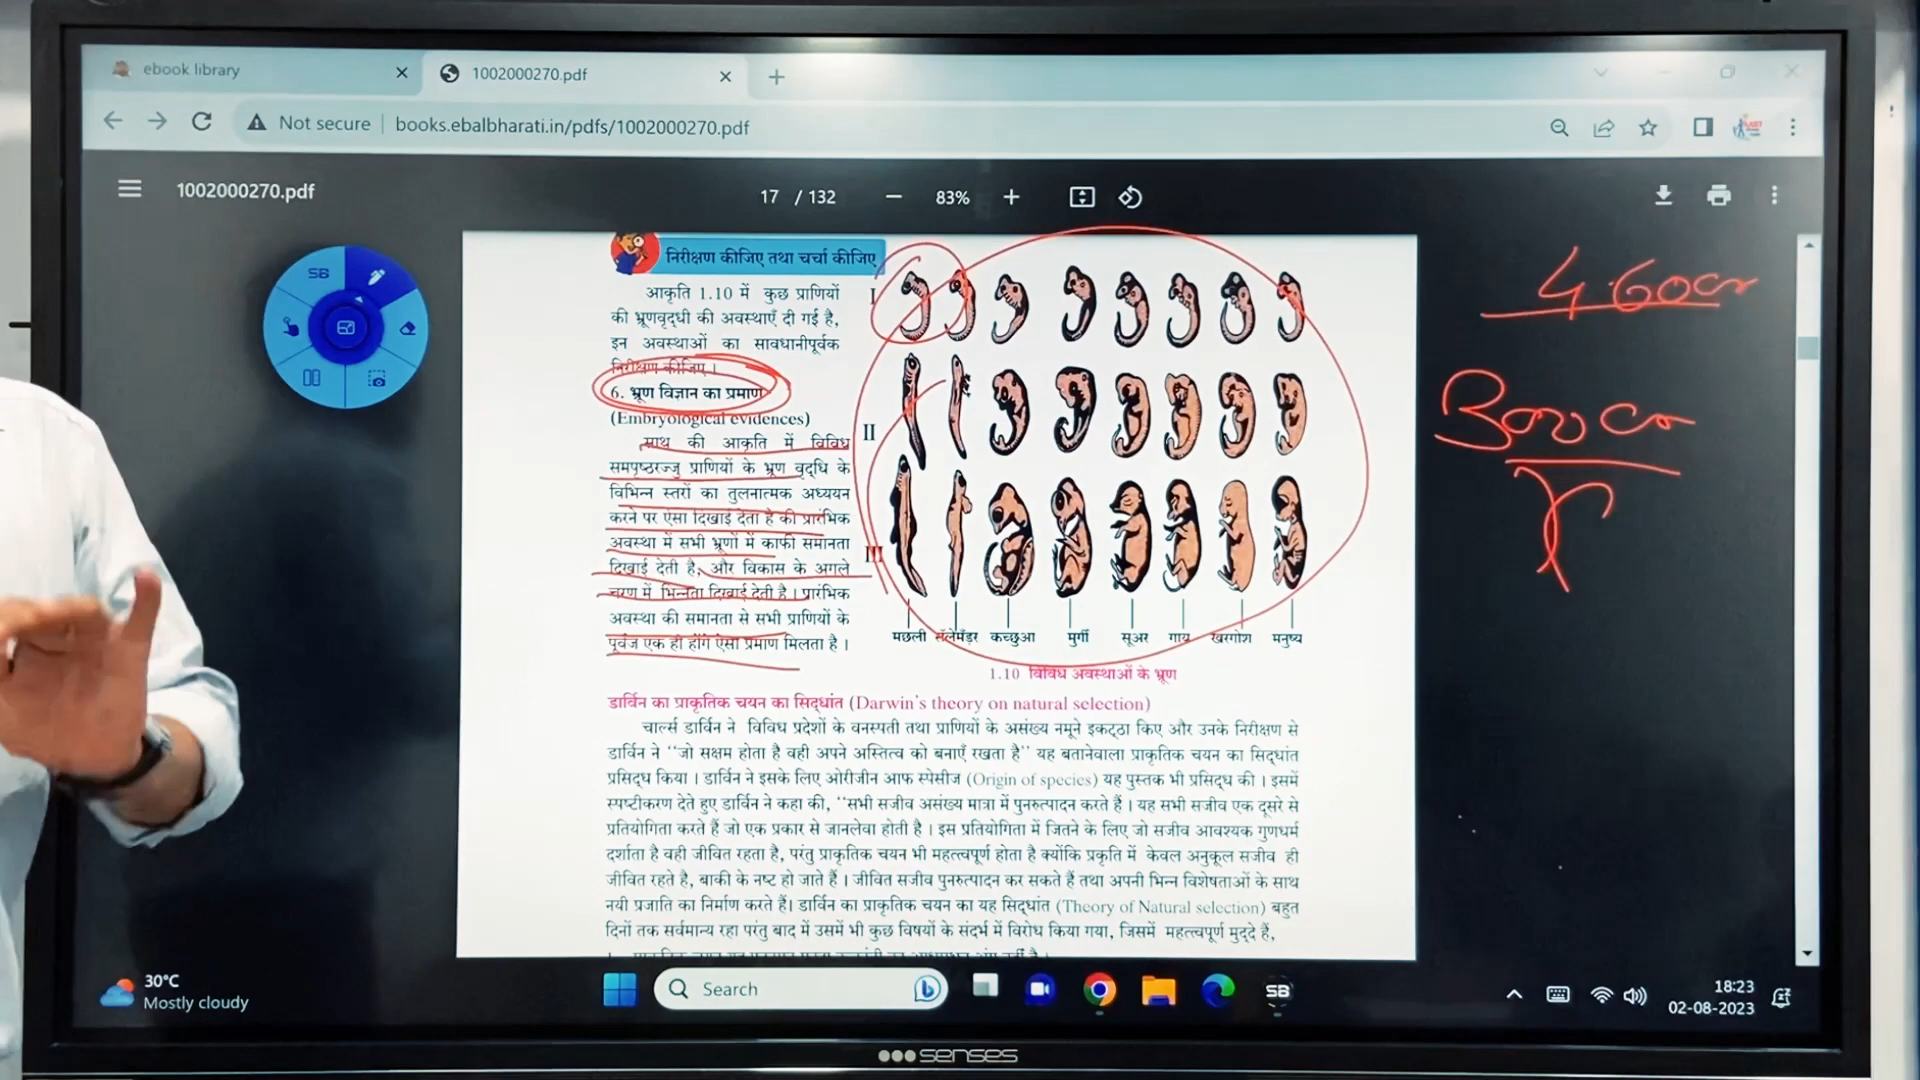 ebook library
1002000270.pdf
Not secure
books.ebalbharati.in/pdfs/1002000270.pdf
1002000270.pdf
17 / 132
83%
SB
निरीक्षण कीजिए तथा चर्चा कीजिए
आकृति 1.10 में कुछ प्राणियों
की भ्रूणवृद्धी की अवस्थाएँ दी गई है,
इन अवस्थाओं का सावधानीपूर्वक
निरीक्षण कीजिए ।
6. भ्रूण विज्ञान का प्रमाण
(Embryological evidences)
साथ की आकृति में विविध
समपृष्ठरज्जु प्राणियों के भ्रूण वृद्धि के
विभिन्न स्तरों का तुलनात्मक अध्ययन
करने पर ऐसा दिखाई देता है की प्रारंभिक
अवस्था में सभी भ्रूणों में काफी समानता
दिखाई देती है, और विकास के अगले
चरण में भिन्नता दिखाई देती है । प्रारंभिक
अवस्था की समानता से सभी प्राणियों के
पूर्वज एक ही होंगे ऐसा प्रमाण मिलता है ।
I
II
III
मछली सॅलेमँड़र कच्छुआ मुर्गी सूअर गाय खरगोश मनुष्य
1.10 विविध अवस्थाओं के भ्रूण
डार्विन का प्राकृतिक चयन का सिद्धांत (Darwin's theory on natural selection)
चार्ल्स डार्विन ने विविध प्रदेशों के वनस्पती तथा प्राणियों के असंख्य नमूने इकट्ठा किए और उनके निरीक्षण से
डार्विन ने ''जो सक्षम होता है वही अपने अस्तित्व को बनाएँ रखता है'' यह बतानेवाला प्राकृतिक चयन का सिद्धांत
प्रसिद्ध किया । डार्विन ने इसके लिए ओरीजीन आफ स्पेसीज (Origin of species) यह पुस्तक भी प्रसिद्ध की । इसमें
स्पष्टीकरण देते हुए डार्विन ने कहा की, ''सभी सजीव असंख्य मात्रा में पुनरुत्पादन करते हैं । यह सभी सजीव एक दूसरे से
प्रतियोगिता करते हैं जो एक प्रकार से जानलेवा होती है । इस प्रतियोगिता में जितने के लिए जो सजीव आवश्यक गुणधर्म
दर्शाता है वही जीवित रहता है, परंतु प्राकृतिक चयन भी महत्त्वपूर्ण होता है क्योंकि प्रकृति में केवल अनुकूल सजीव ही
जीवित रहते है, बाकी के नष्ट हो जाते हैं । जीवित सजीव पुनरुत्पादन कर सकते हैं तथा अपनी भिन्न विशेषताओं के साथ
नयी प्रजाति का निर्माण करते हैं। डार्विन का प्राकृतिक चयन का यह सिद्धांत (Theory of Natural selection) बहुत
दिनों तक सर्वमान्य रहा परंतु बाद में उसमें भी कुछ विषयों के संदर्भ में विरोध किया गया, जिसमें महत्त्वपूर्ण मुद्दे हैं,
460cr
300cr
30°C
Mostly cloudy
Search
SB
18:23
02-08-2023
senses